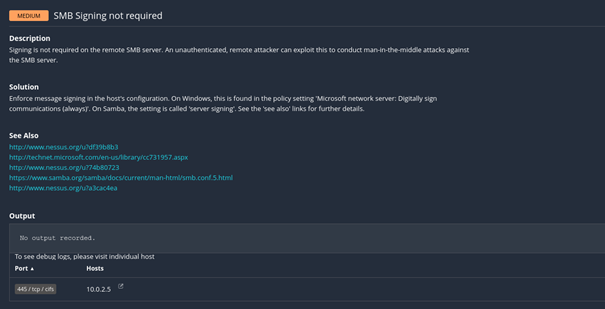 MEDIUM SMB Signing not required
Description
Signing is not required on the remote SMB server. An unauthenticated, remote attacker can exploit this to conduct man-in-the-middle attacks against
the SMB server.
Solution
Enforce message signing in the host's configuration. On Windows, this is found in the policy setting 'Microsoft network server: Digitally sign
communications (always)'. On Samba, the setting is called 'server signing'. See the 'see also' links for further details.
See Also
http://www.nessus.org/u?df39b8b3
http://technet.microsoft.com/en-us/library/cc731957.aspx
http://www.nessus.org/u?74b80723
https://www.samba.org/samba/docs/current/man-html/smb.conf.5.html
http://www.nessus.org/u?a3cac4ea
Output
No output recorded.
To see debug logs, please visit individual host
Port ▲ Hosts
445 / tcp / cifs 10.0.2.5